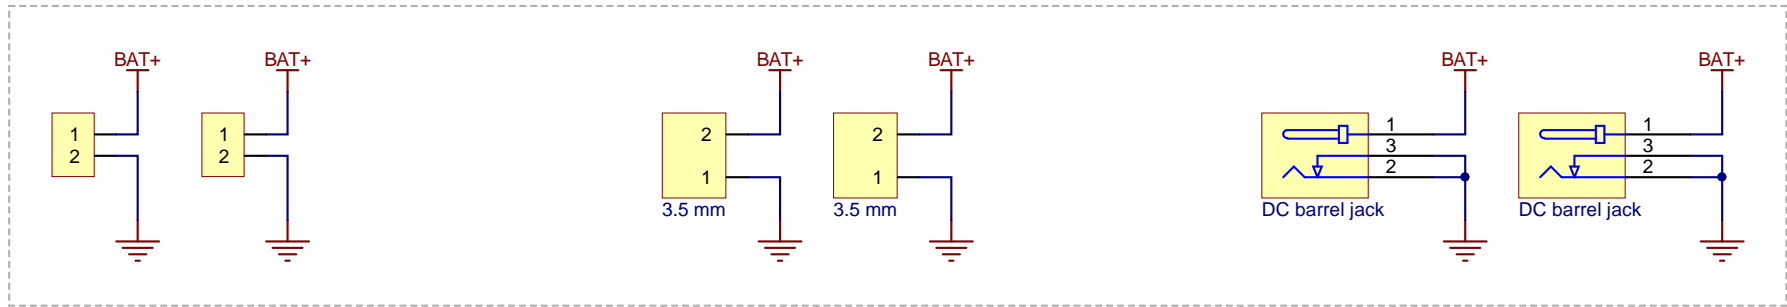 BAT+ BAT+ BAT+ BAT+ BAT+ BAT+
1 1 2 2 1 1
2 2 3 3
1 1 2 2
3.5 mm 3.5 mm DC barrel jack DC barrel jack